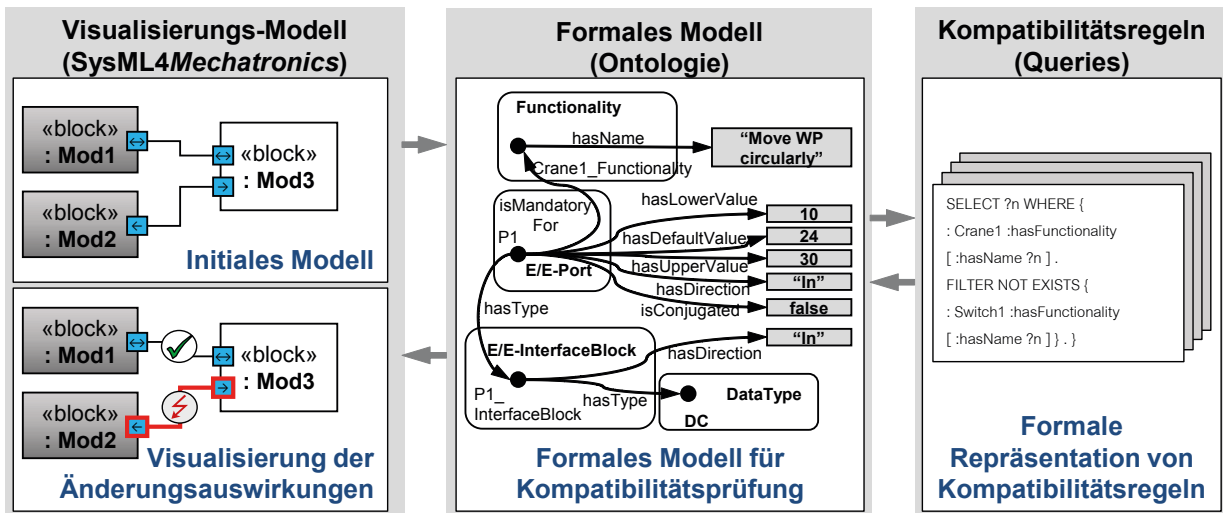 Visualisierungs-Modell
(SysML4Mechatronics)
«block»
: Mod1
«block»
: Mod2
«block»
: Mod3
Initiales Modell
«block»
: Mod1
«block»
: Mod2
«block»
: Mod3
Visualisierung der
Änderungsauswirkungen
Formales Modell
(Ontologie)
Functionality
hasName
"Move WP
circularly"
Crane1_Functionality
isMandatory
For
P1
E/E-Port
hasLowerValue
10
hasDefaultValue
24
30
hasUpperValue
"In"
hasDirection
isConjugated
false
hasType
E/E-InterfaceBlock
hasDirection
"In"
P1_
InterfaceBlock
hasType
DataType
DC
Formales Modell für
Kompatibilitätsprüfung
Kompatibilitätsregeln
(Queries)
SELECT ?n WHERE {
: Crane1 :hasFunctionality
[ :hasName ?n ] .
FILTER NOT EXISTS {
: Switch1 :hasFunctionality
[ :hasName ?n ] } . }
Formale
Repräsentation von
Kompatibilitätsregeln